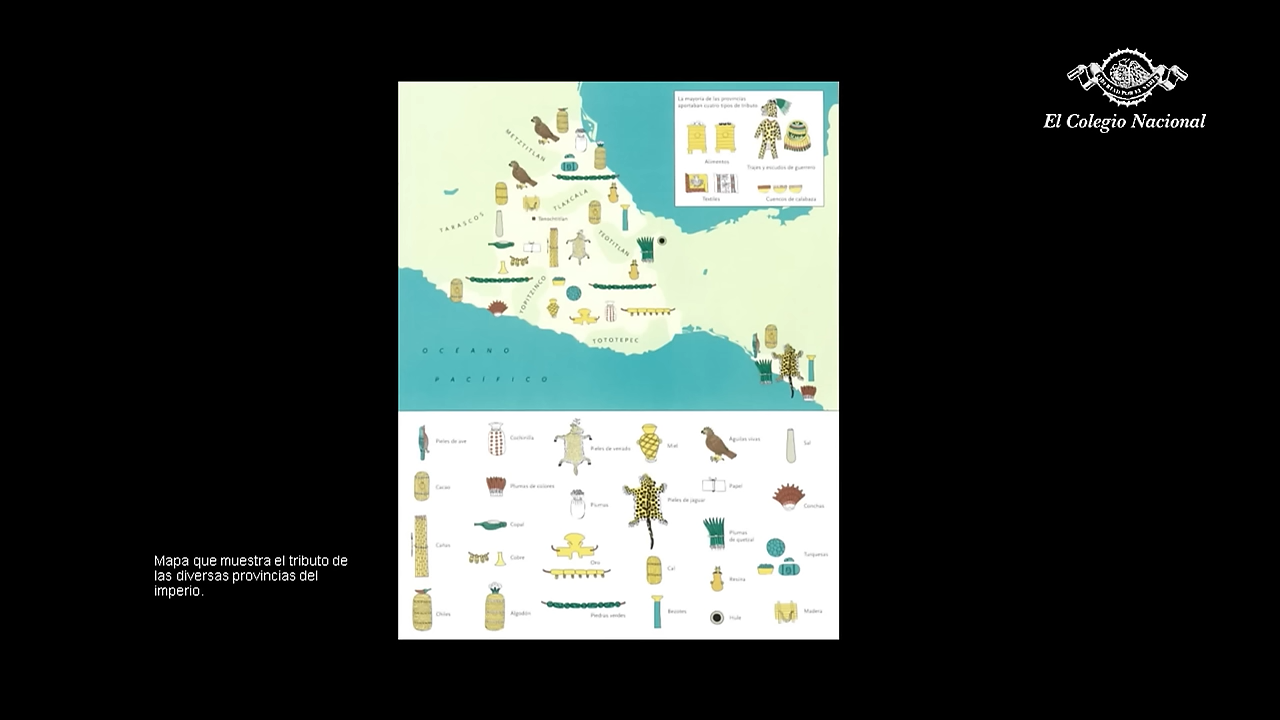 El Colegio Nacional
La mayoría de las provincias
aportaban cuatro tipos de tributo.
Alimentos
Trajes y escudos de guerrero
Textiles
Cuencos de calabaza
METZTITLAN
TLAXCALA
TARASCOS
Tenochtitlan
TEOTITLAN
YOPITZINCO
TOTOTEPEC
OCÉANO
PACÍFICO
Pieles de ave
Cochinilla
Pieles de venado
Miel
Águilas vivas
Sal
Cacao
Plumas de colores
Plumas
Pieles de jaguar
Papel
Conchas
Cañas
Copal
Cobre
Oro
Cal
Plumas
de quetzal
Turquesas
Resina
Chiles
Algodón
Piedras verdes
Bezotes
Hule
Madera
Mapa que muestra el tributo de
las diversas provincias del
imperio.